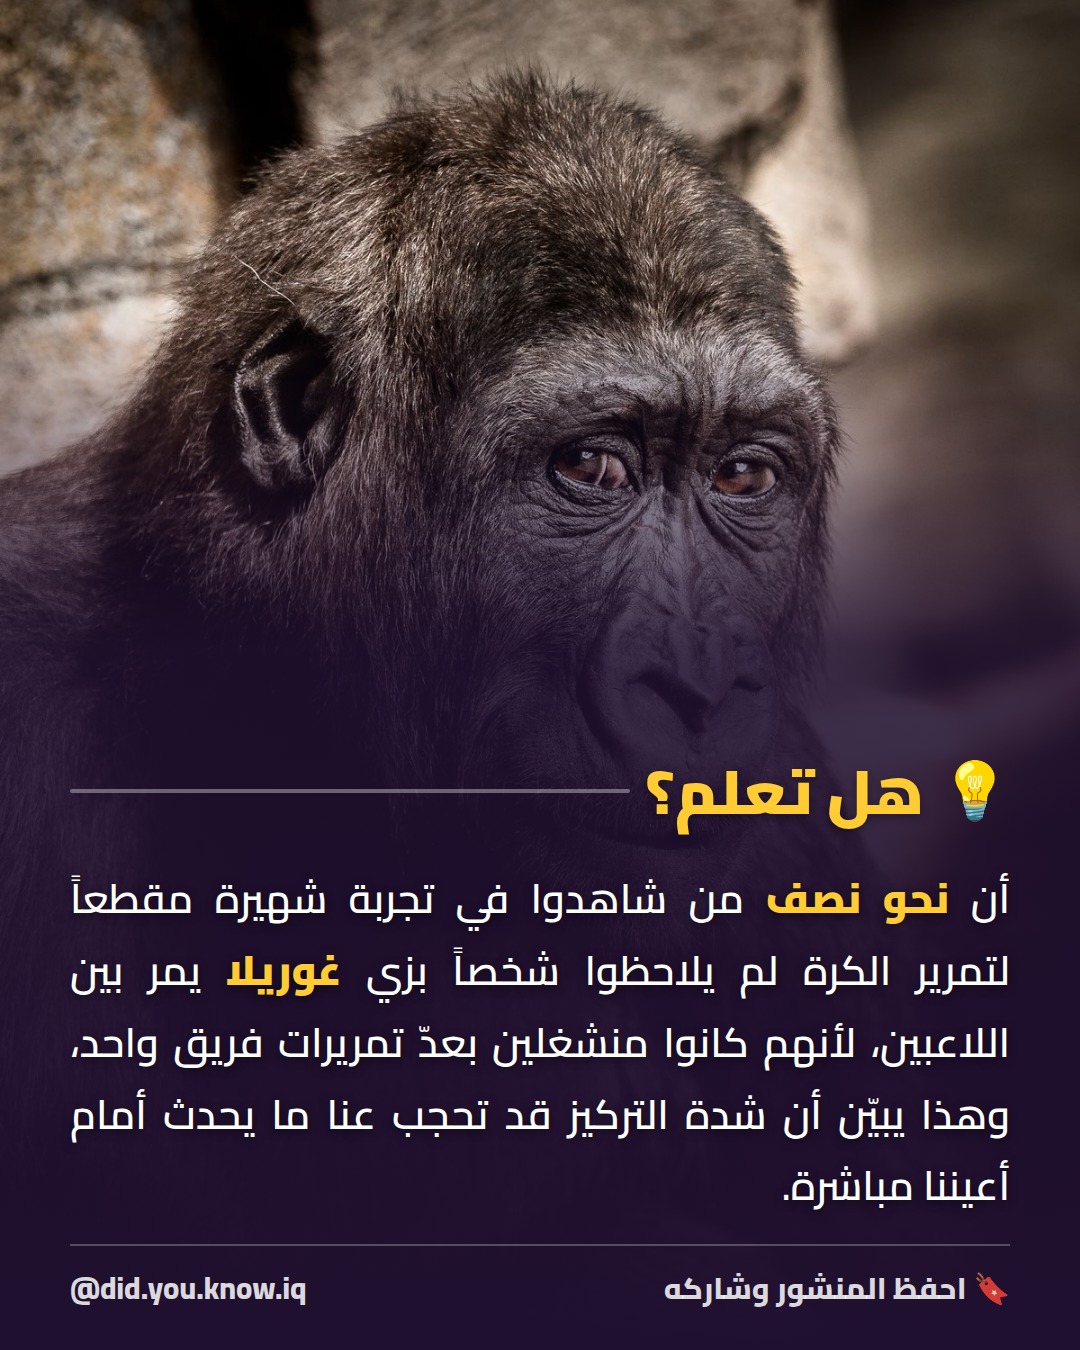 💡 هل تعلم؟
أن نحو نصف من شاهدوا في تجربة شهيرة مقطعاً
لتمرير الكرة لم يلاحظوا شخصاً بزي غوريلا يمر بين
اللاعبين، لأنهم كانوا منشغلين بعدّ تمريرات فريق واحد،
وهذا يبيّن أن شدة التركيز قد تحجب عنا ما يحدث أمام
أعيننا مباشرة.
🔖 احفظ المنشور وشاركه
@did.you.know.iq